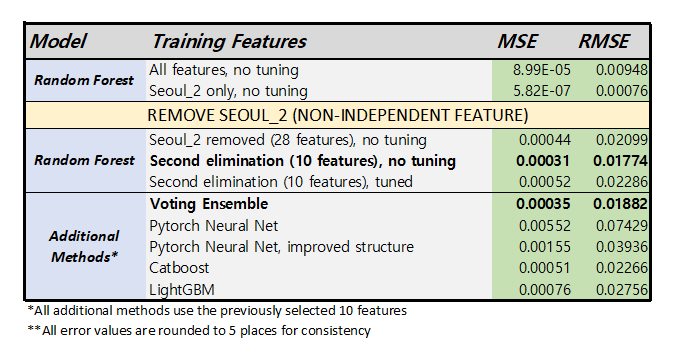 Model Training Features MSE RMSE
Random Forest
All features, no tuning 8.99E-05 0.00948
Seoul_2 only, no tuning 5.82E-07 0.00076
REMOVE SEOUL_2 (NON-INDEPENDENT FEATURE)
Random Forest
Seoul_2 removed (28 features), no tuning 0.00044 0.02099
Second elimination (10 features), no tuning 0.00031 0.01774
Second elimination (10 features), tuned 0.00052 0.02286
Additional
Methods*
Voting Ensemble 0.00035 0.01882
Pytorch Neural Net 0.00552 0.07429
Pytorch Neural Net, improved structure 0.00155 0.03936
Catboost 0.00051 0.02266
LightGBM 0.00076 0.02756
*All additional methods use the previously selected 10 features
**All error values are rounded to 5 places for consistency